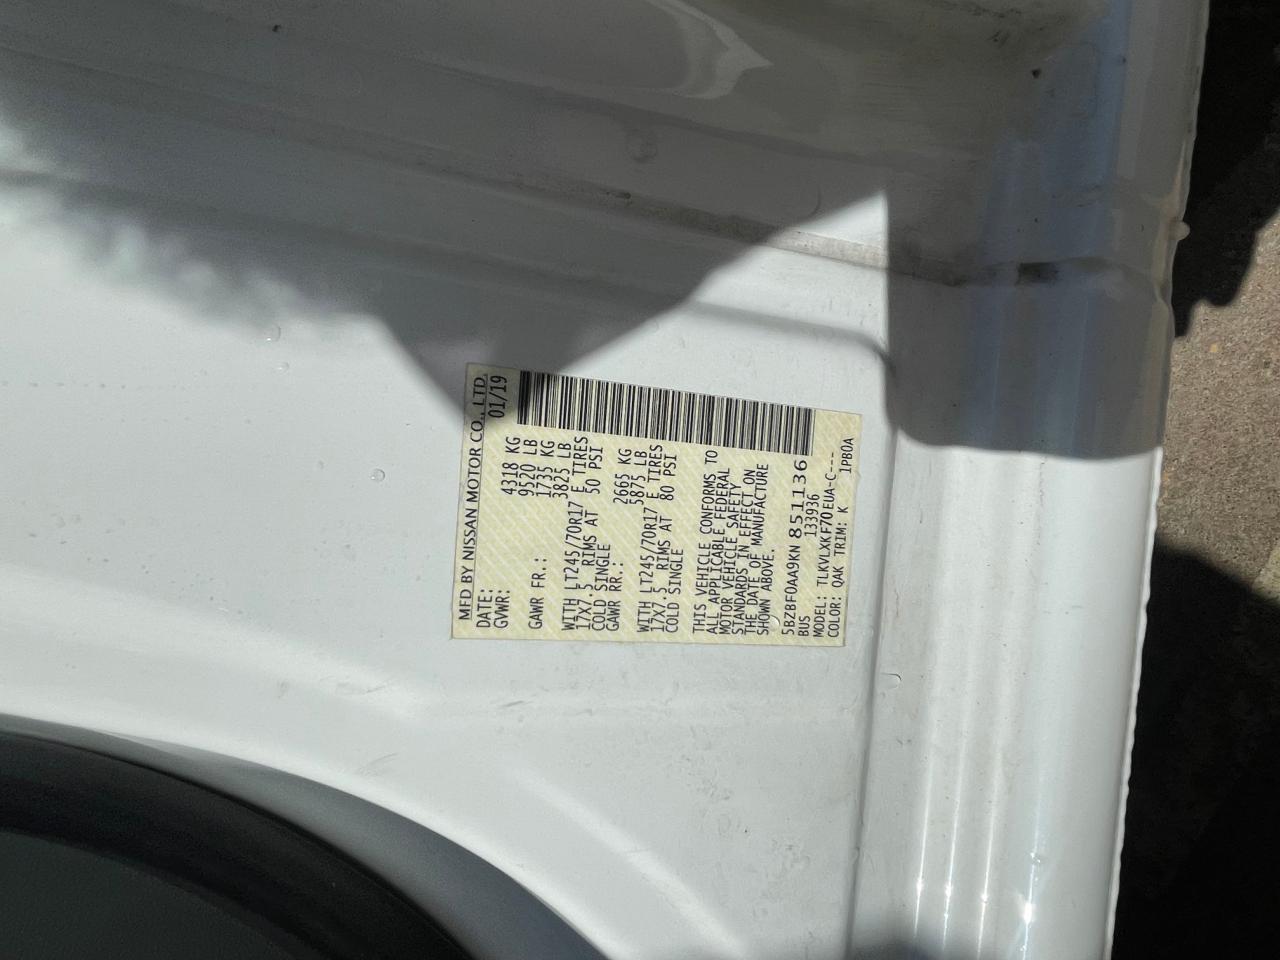 MFD BY NISSAN MOTOR CO., LTD.
DATE: 01/19
GVWR: 4318 KG
9520 LB
GAWR FR.: 1735 KG
3825 LB
WITH LT245/70R17 E TIRES
17X7.5 RIMS AT 50 PSI
COLD SINGLE
GAWR RR.: 2665 KG
5875 LB
WITH LT245/70R17 E TIRES
17X7.5 RIMS AT 80 PSI
COLD SINGLE
THIS VEHICLE CONFORMS TO
ALL APPLICABLE FEDERAL
MOTOR VEHICLE SAFETY
STANDARDS IN EFFECT ON
THE DATE OF MANUFACTURE
SHOWN ABOVE.
5BZBF0AA9KN851136
BUS 133936
MODEL: TLKVLXKF70EUA-C---
COLOR: QAK TRIM: K 1PB0A